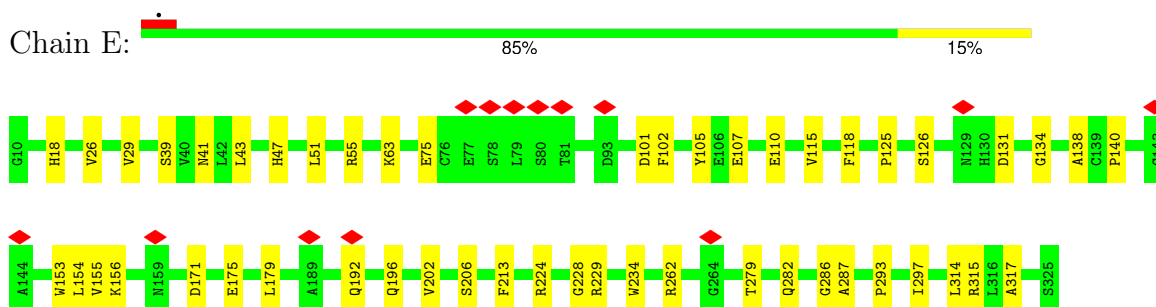 Chain E:
85% 15%
G10 H18 V26 V29 S39 V40 N41 L42 L43 H47 L51 R55 K63 E75 C76 E77 S78 L79 S80 T81 D93 D101 F102 Y105 E106 E107 E110 V115 F118 P125 S126 N129 H130 D131 G134 A138 C139 P140
A144 W153 L154 V155 K156 N159 D171 E175 L179 A189 Q192 Q196 V202 S206 F213 R224 G228 R229 W234 R262 G264 T279 Q282 G286 A287 P293 I297 L314 R315 L316 A317 S325